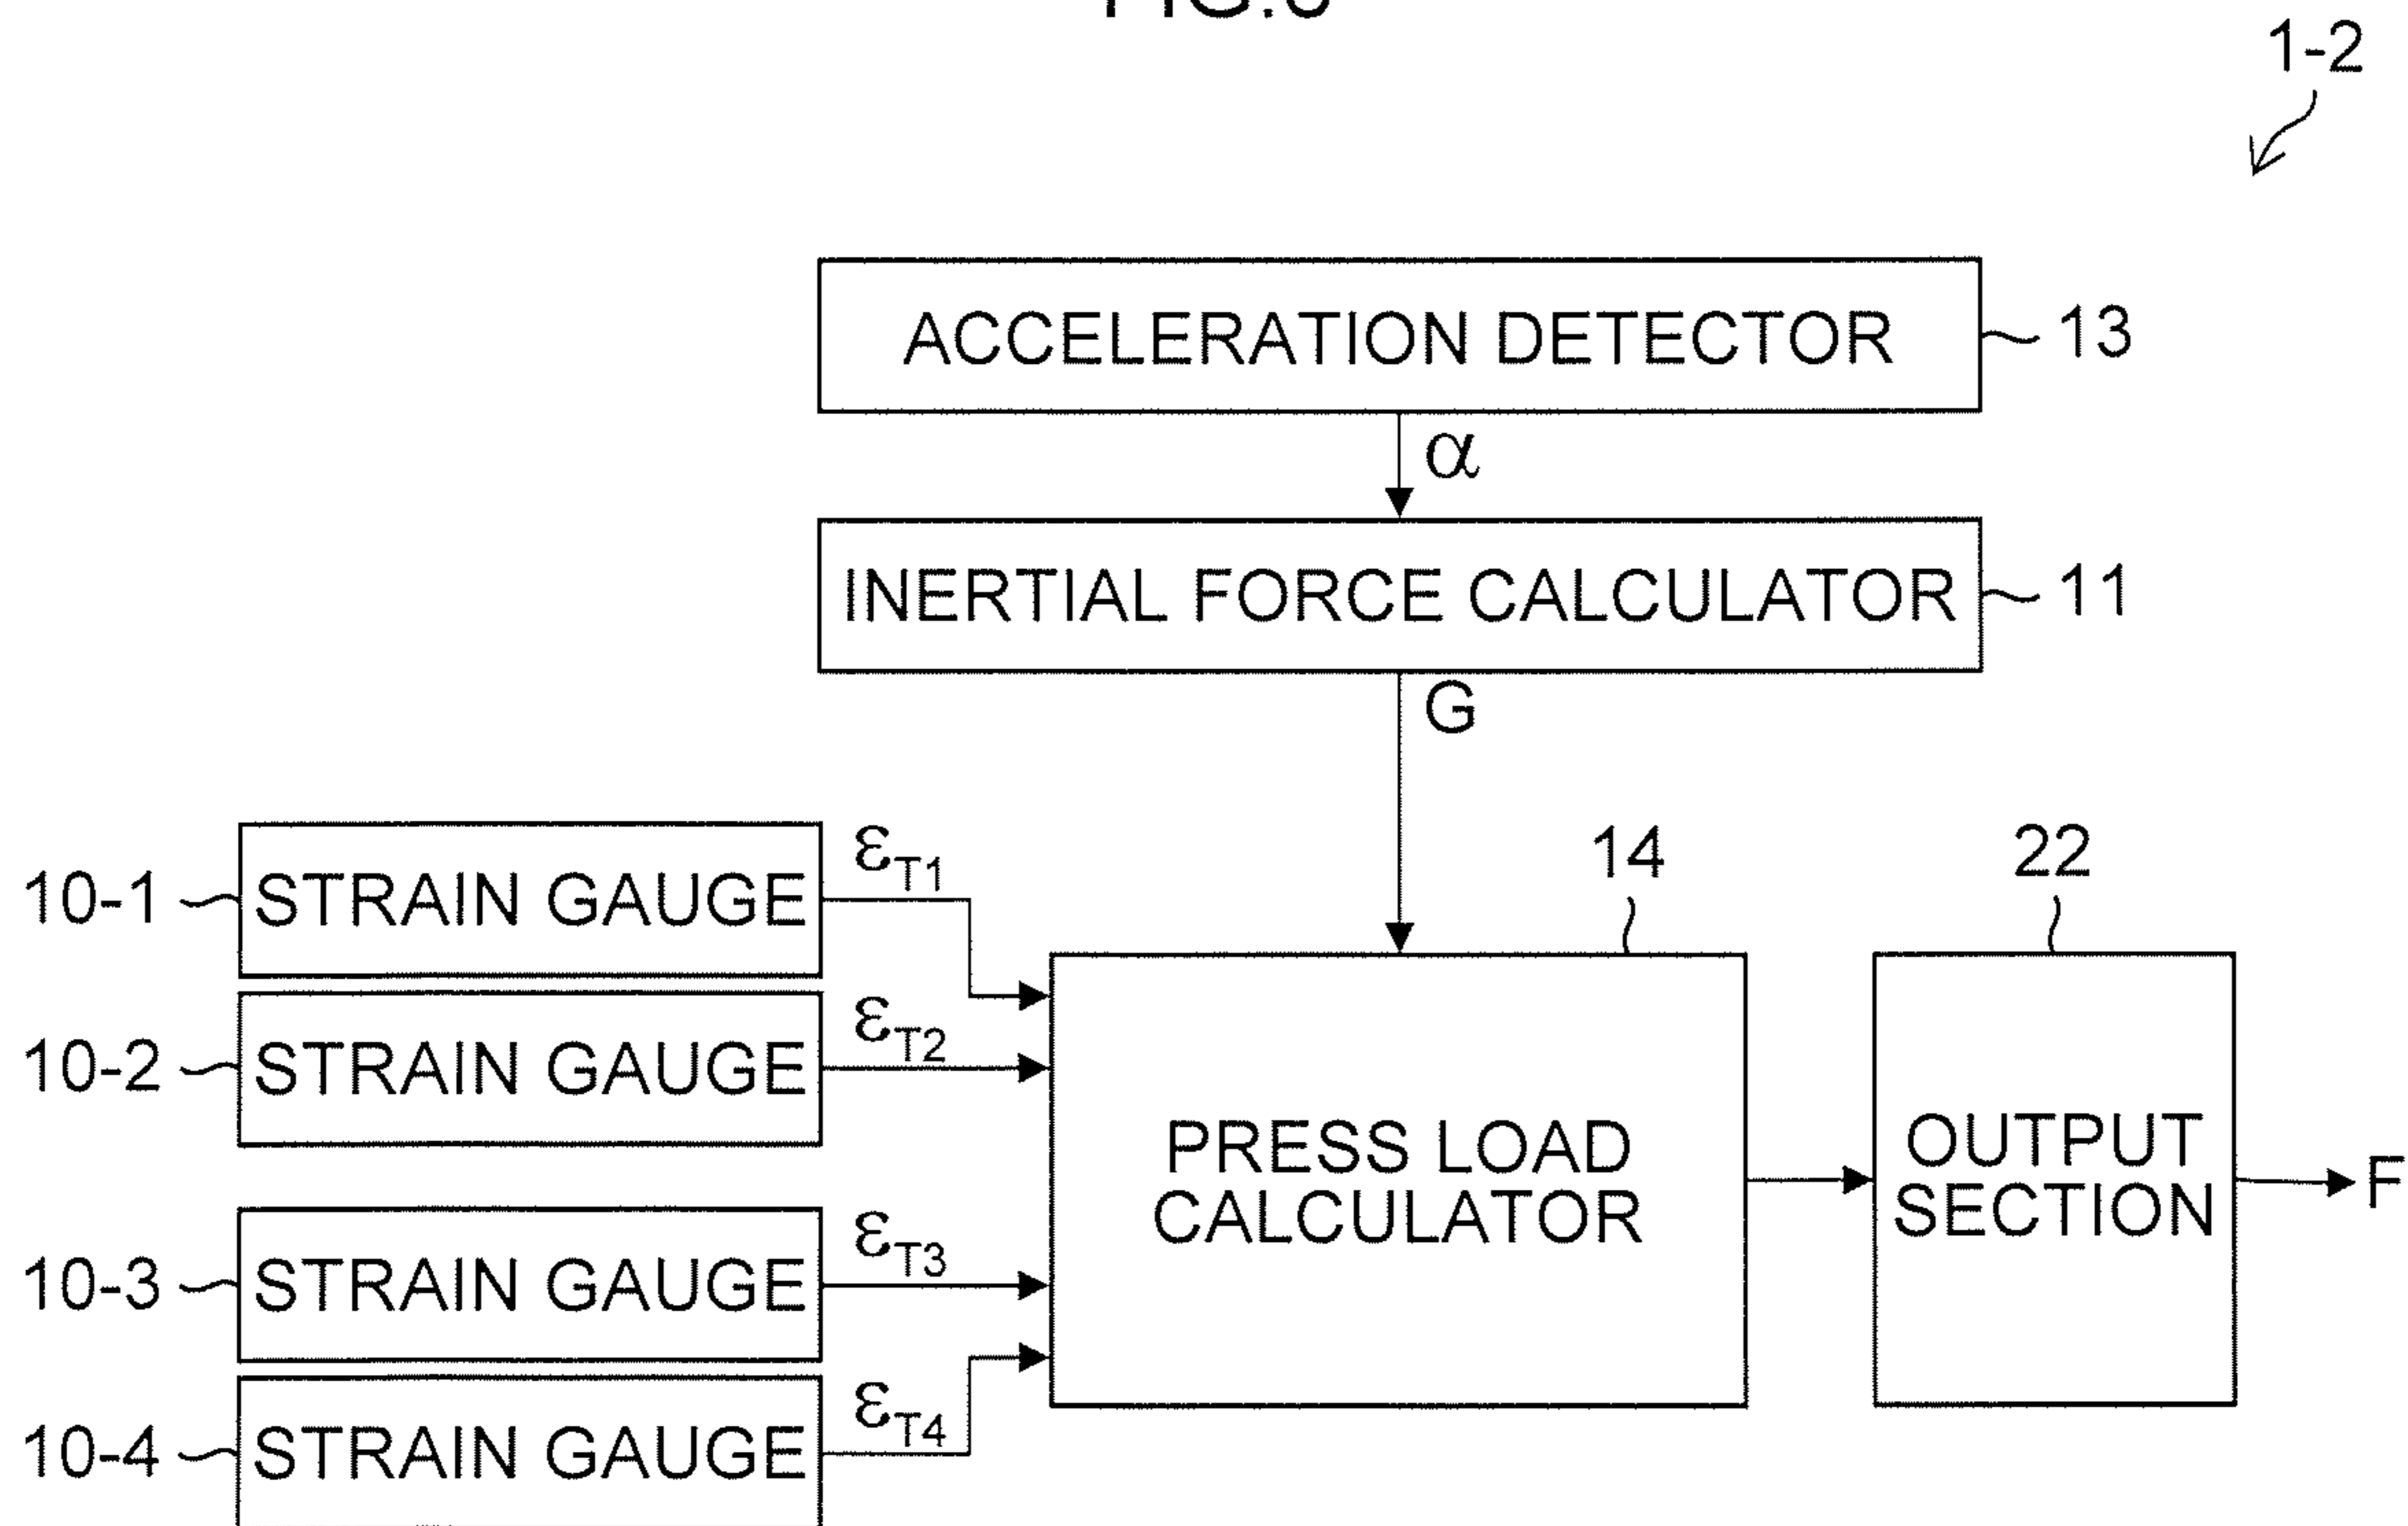 1-2
ACCELERATION DETECTOR
13
α
INERTIAL FORCE CALCULATOR
11
G
10-1
STRAIN GAUGE
εT1
14
22
10-2
STRAIN GAUGE
εT2
PRESS LOAD
CALCULATOR
OUTPUT
SECTION
F
10-3
STRAIN GAUGE
εT3
10-4
STRAIN GAUGE
εT4